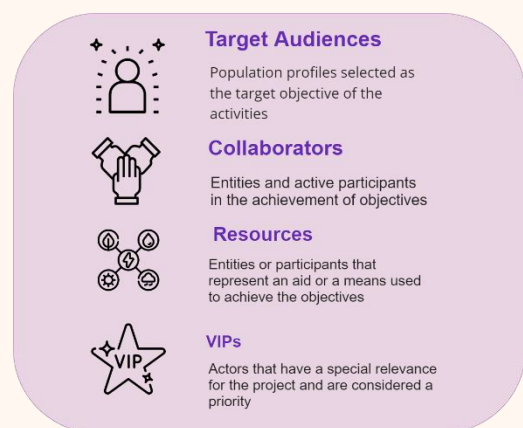 Target Audiences
Population profiles selected as
the target objective of the
activities
Collaborators
Entities and active participants
in the achievement of objectives
Resources
Entities or participants that
represent an aid or a means used
to achieve the objectives
VIP
VIPs
Actors that have a special relevance
for the project and are considered a
priority